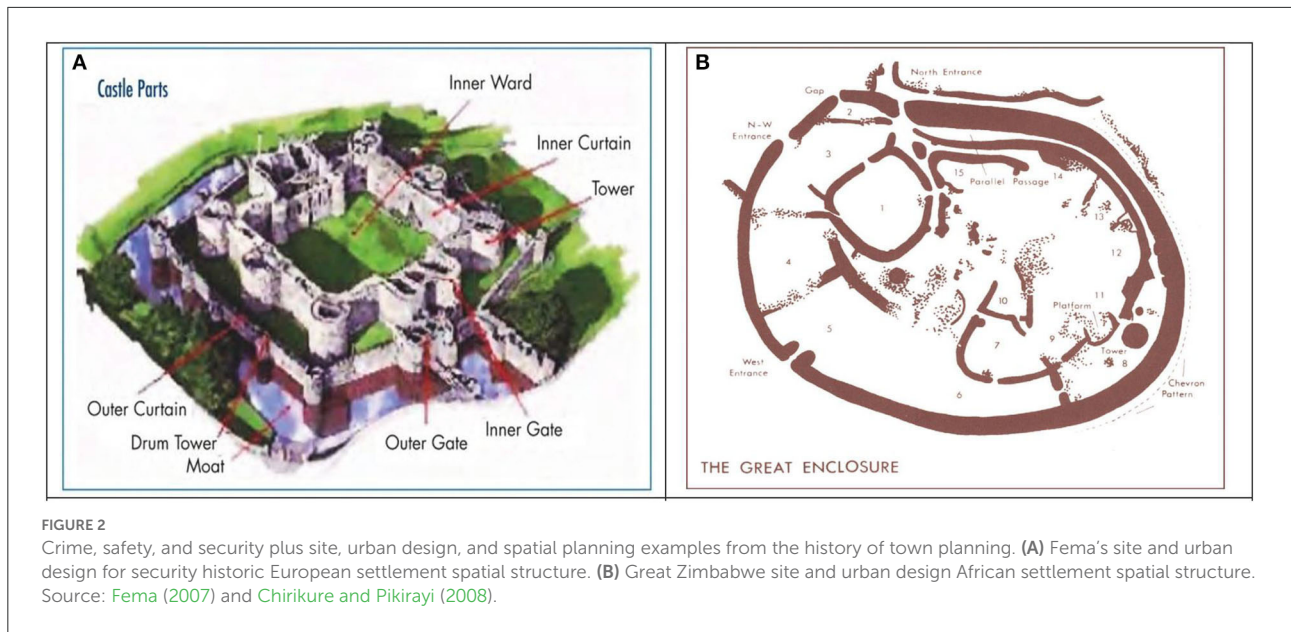 A
Castle Parts
Inner Ward
Inner Curtain
Tower
Outer Curtain
Drum Tower
Moat
Outer Gate
Inner Gate
B
North Entrance
Gap
N-W
Entrance
2
3
15
Parallel Passage
14
1
13
12
4
11
Platform
10
5
7
9
Tower
8
West
Entrance
6
Chevron
Pattern
THE GREAT ENCLOSURE
FIGURE 2
Crime, safety, and security plus site, urban design, and spatial planning examples from the history of town planning. (A) Fema's site and urban
design for security historic European settlement spatial structure. (B) Great Zimbabwe site and urban design African settlement spatial structure.
Source: Fema (2007) and Chirikure and Pikirayi (2008).